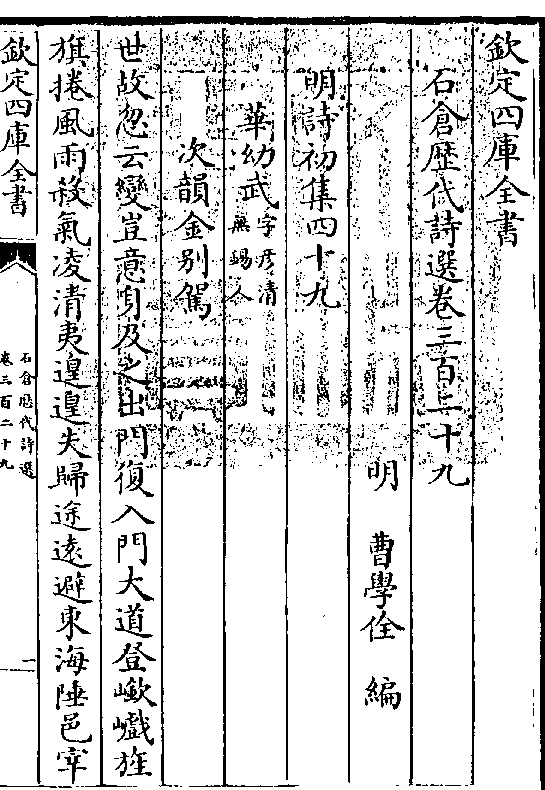 欽定四庫全書
石倉歴代詩選卷三百二十九
明 曹學佺 編
明詩初集四十九
華幼武字彦清無錫人
次韻金别駕
世故忽云變豈意身及之出門復入門大道登嶮巇旌
旗捲風雨殺氣凌清夷遑遑失歸途逺避東海陲邑宰
欽定四庫全書
石倉歴代詩選
卷三百二十九
一